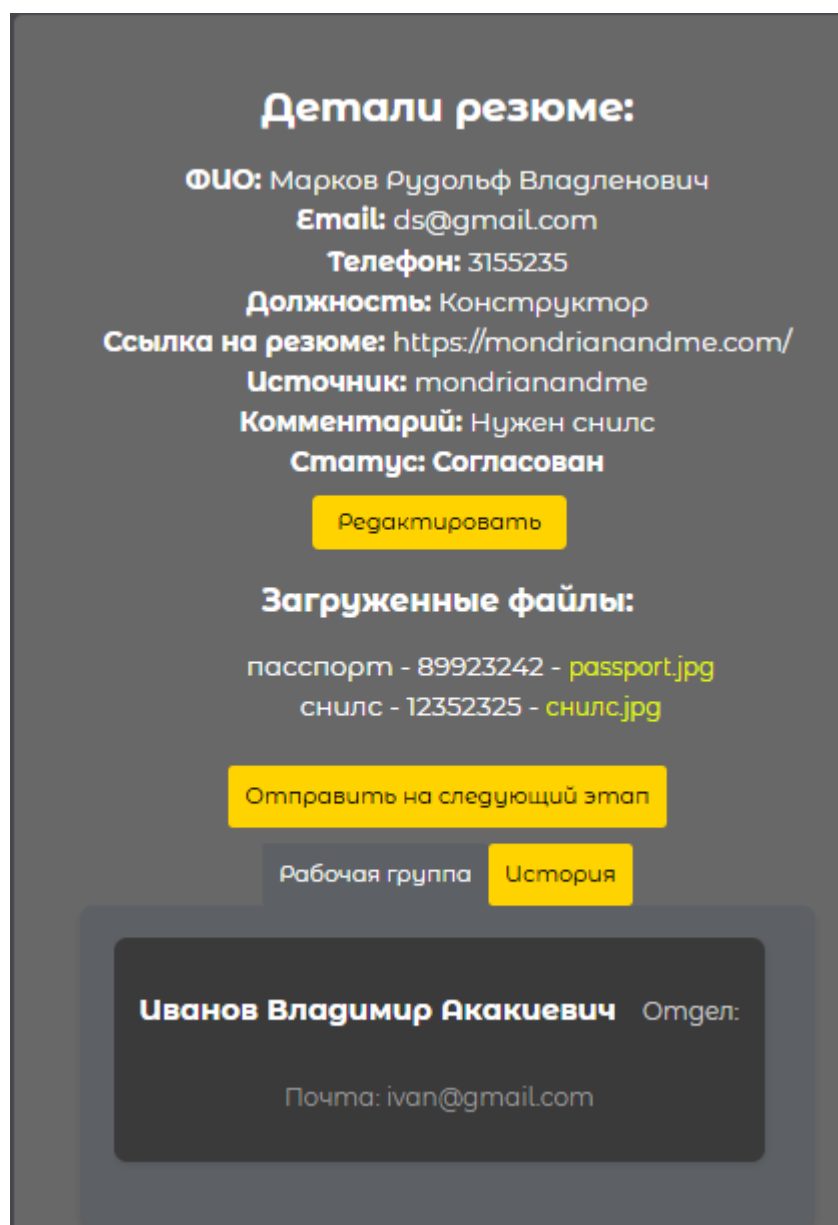 Детали резюме:
ФИО: Марков Рудольф Владленович
Email: ds@gmail.com
Телефон: 3155235
Должность: Конструктор
Ссылка на резюме: https://mondrianandme.com/
Источник: mondrianandme
Комментарий: Нужен снилс
Статус: Согласован
Редактировать
Загруженные файлы:
пасспорт - 89923242 - passport.jpg
снилс - 12352325 - снилс.jpg
Отправить на следующий этап
Рабочая группа История
Иванов Владимир Акакиевич Отдел:
Почта: ivan@gmail.com